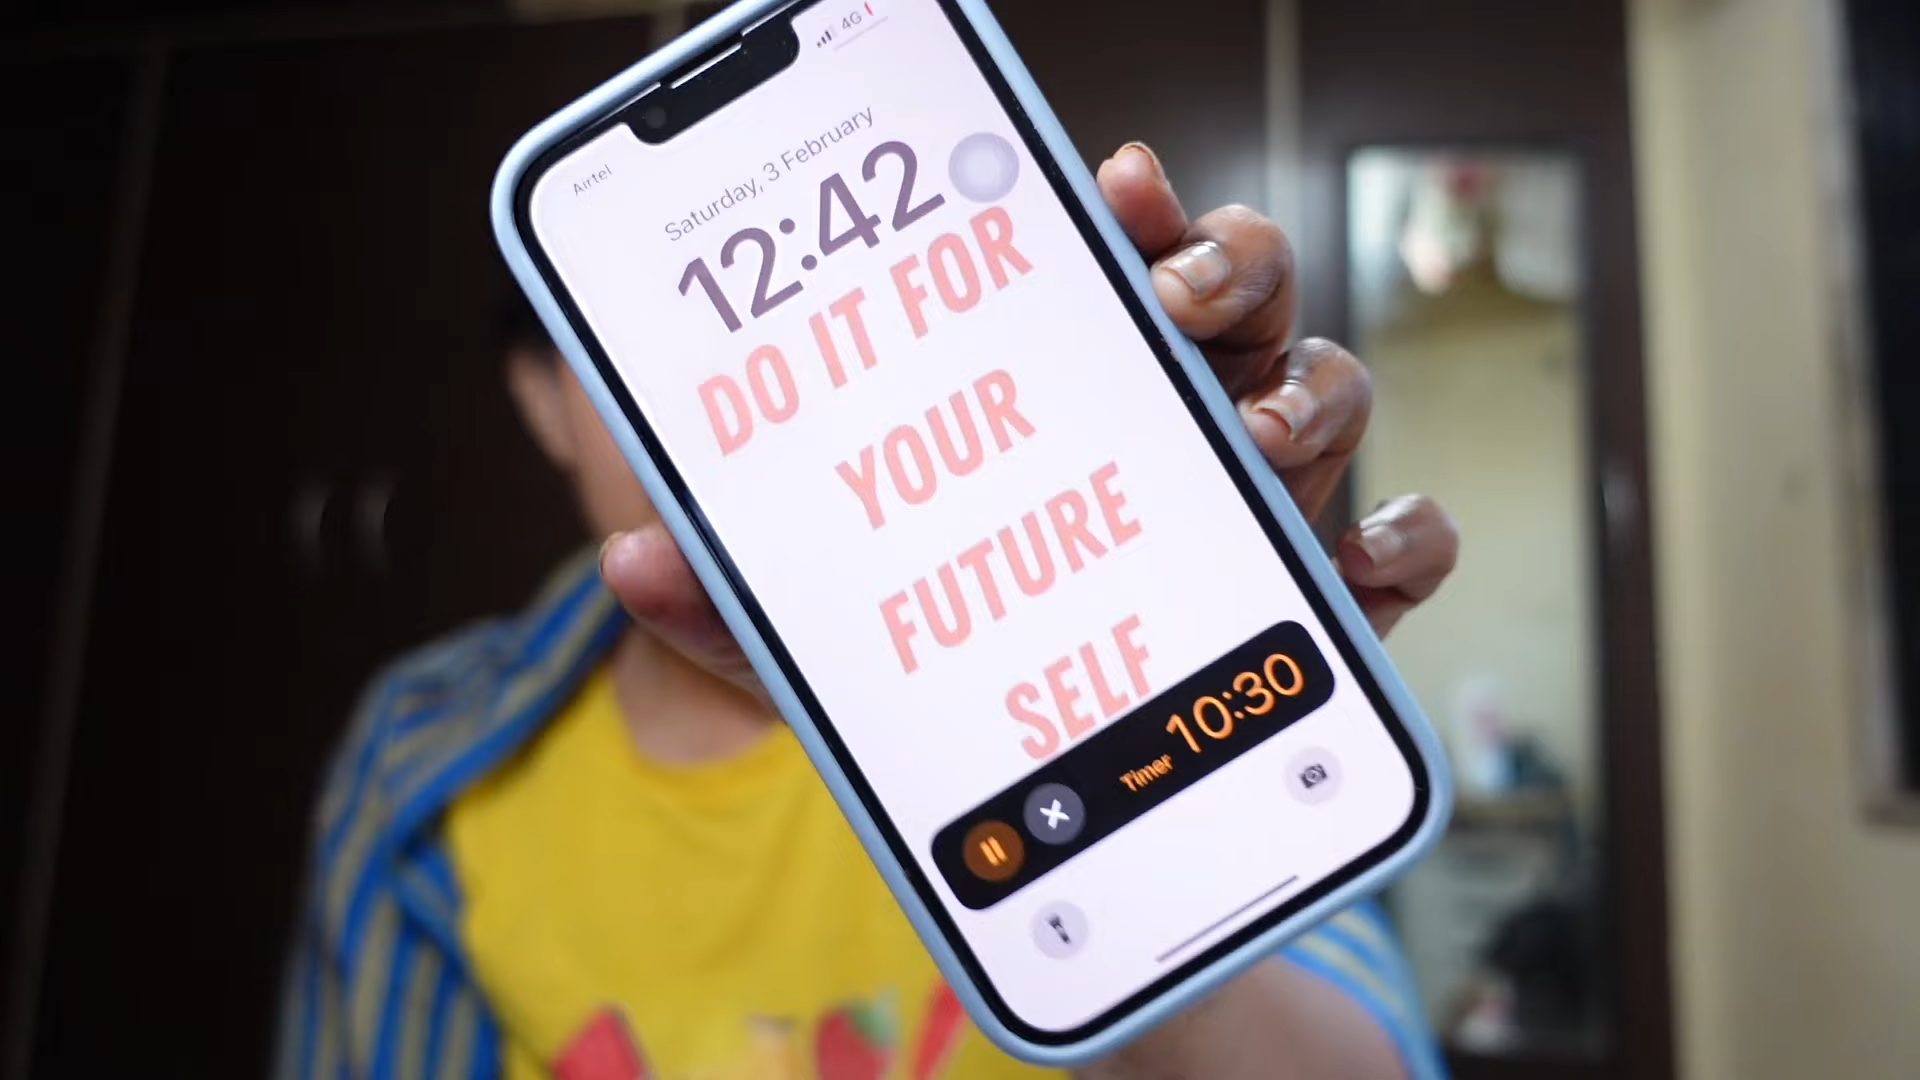 4G
Airtel
Saturday, 3 February
12:42
DO IT FOR
YOUR
FUTURE
SELF
Timer 10:30